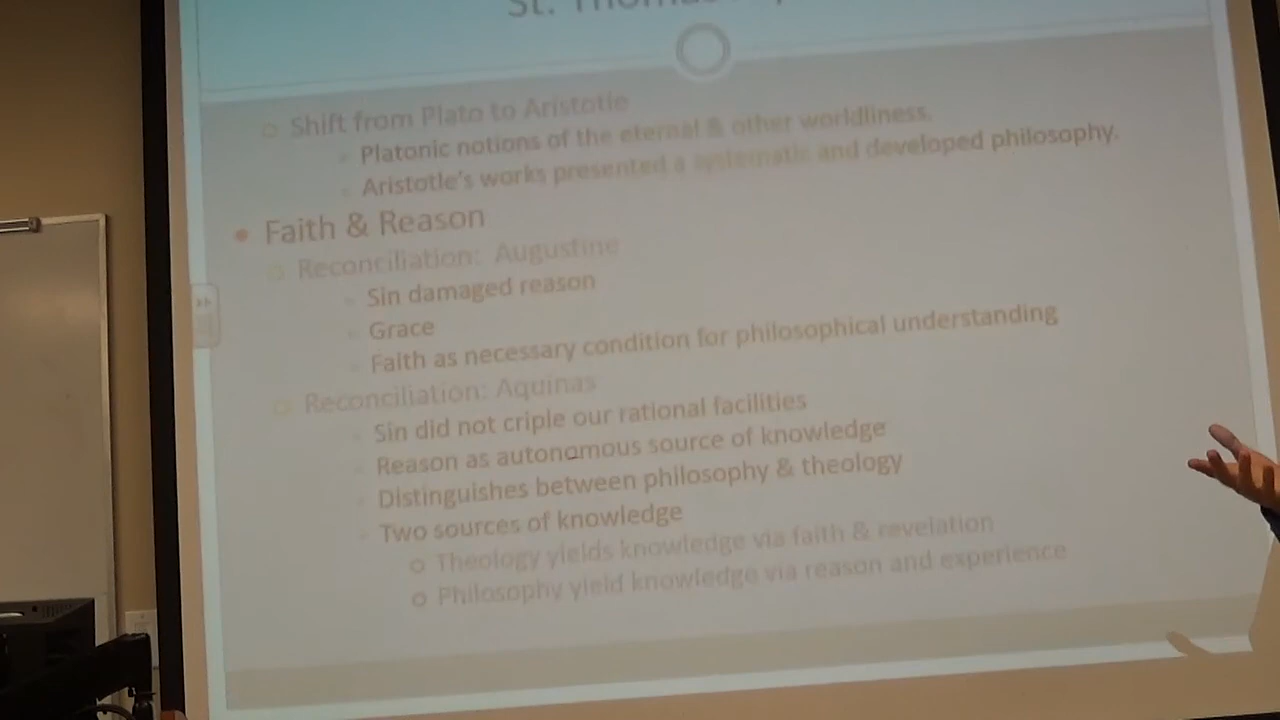 St. Thomas
Shift from Plato to Aristotle
Platonic notions of the eternal & other worldliness.
Aristotle's works presented a systematic and developed philosophy.
Faith & Reason
Reconciliation: Augustine
Sin damaged reason
Grace
Faith as necessary condition for philosophical understanding
Reconciliation: Aquinas
Sin did not criple our rational facilities
Reason as autonomous source of knowledge
Distinguishes between philosophy & theology
Two sources of knowledge
Theology yields knowledge via faith & revelation
Philosophy yield knowledge via reason and experience